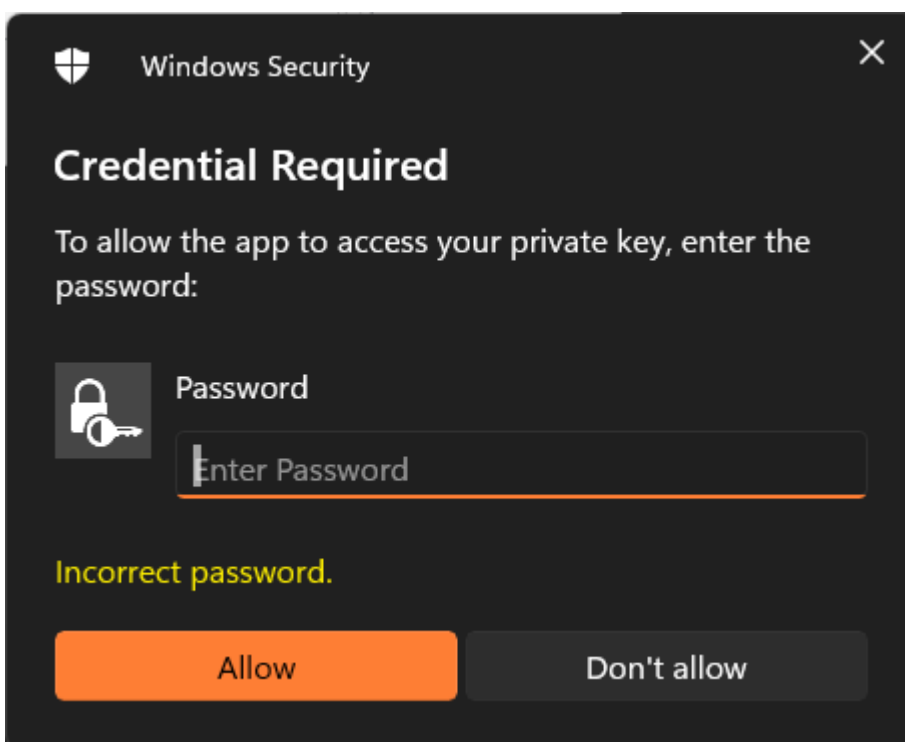 Windows Security
Credential Required
To allow the app to access your private key, enter the
password:
Password
Enter Password
Incorrect password.
Allow
Don't allow